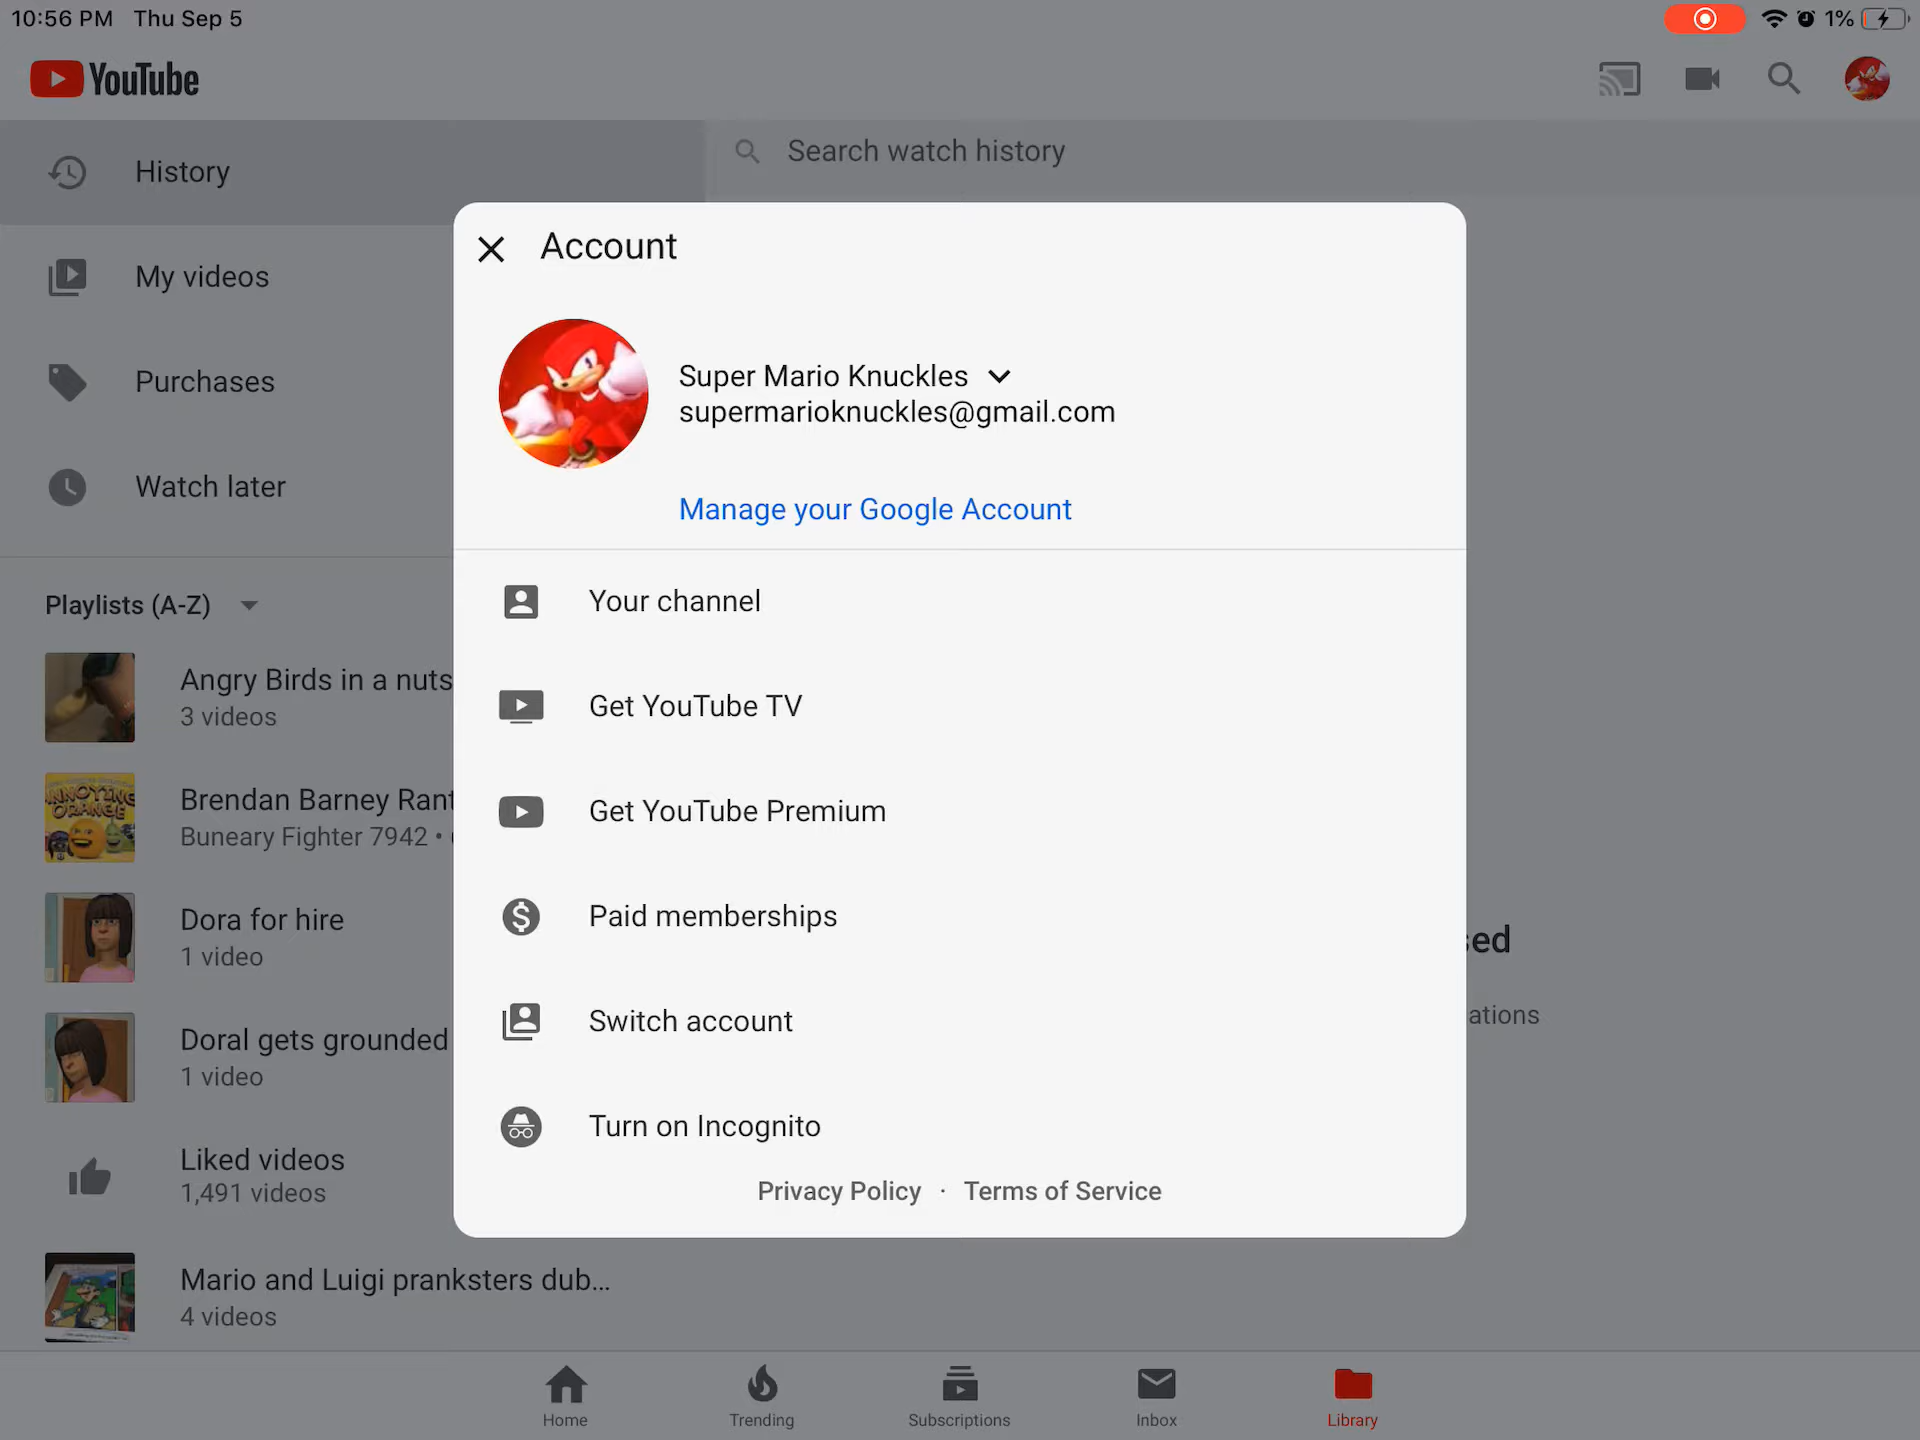 10:56 PM Thu Sep 5
1%
YouTube
History
Search watch history
My videos
Purchases
Watch later
Playlists (A-Z)
Angry Birds in a nuts
3 videos
ANNOYING
ORANGE
Brendan Barney Rant
Buneary Fighter 7942 •
Dora for hire
1 video
Doral gets grounded
1 video
Liked videos
1,491 videos
Mario and Luigi pranksters dub...
4 videos
Account
Super Mario Knuckles
supermarioknuckles@gmail.com
Manage your Google Account
Your channel
Get YouTube TV
Get YouTube Premium
Paid memberships
Switch account
Turn on Incognito
Privacy Policy · Terms of Service
sed
ations
Home
Trending
Subscriptions
Inbox
Library